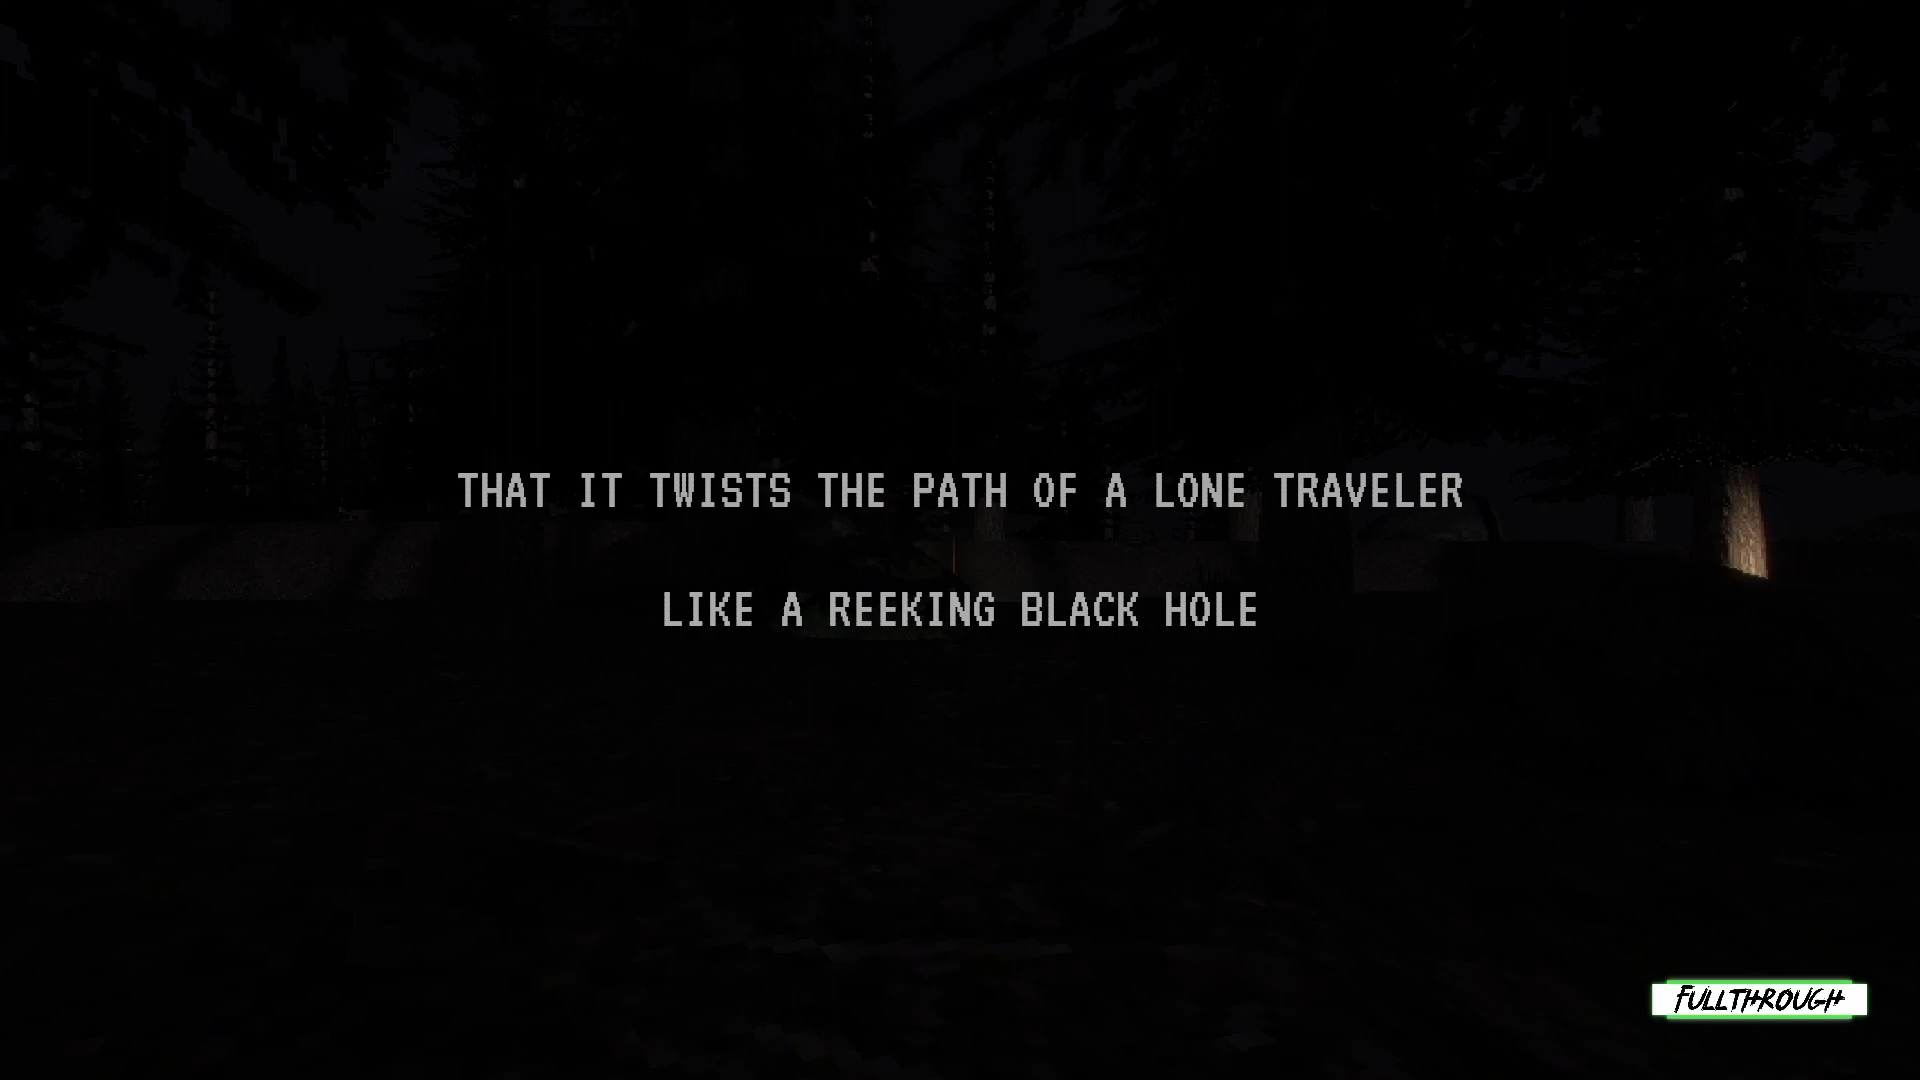 THAT IT TWISTS THE PATH OF A LONE TRAVELER
LIKE A REEKING BLACK HOLE
FULLTHROUGH